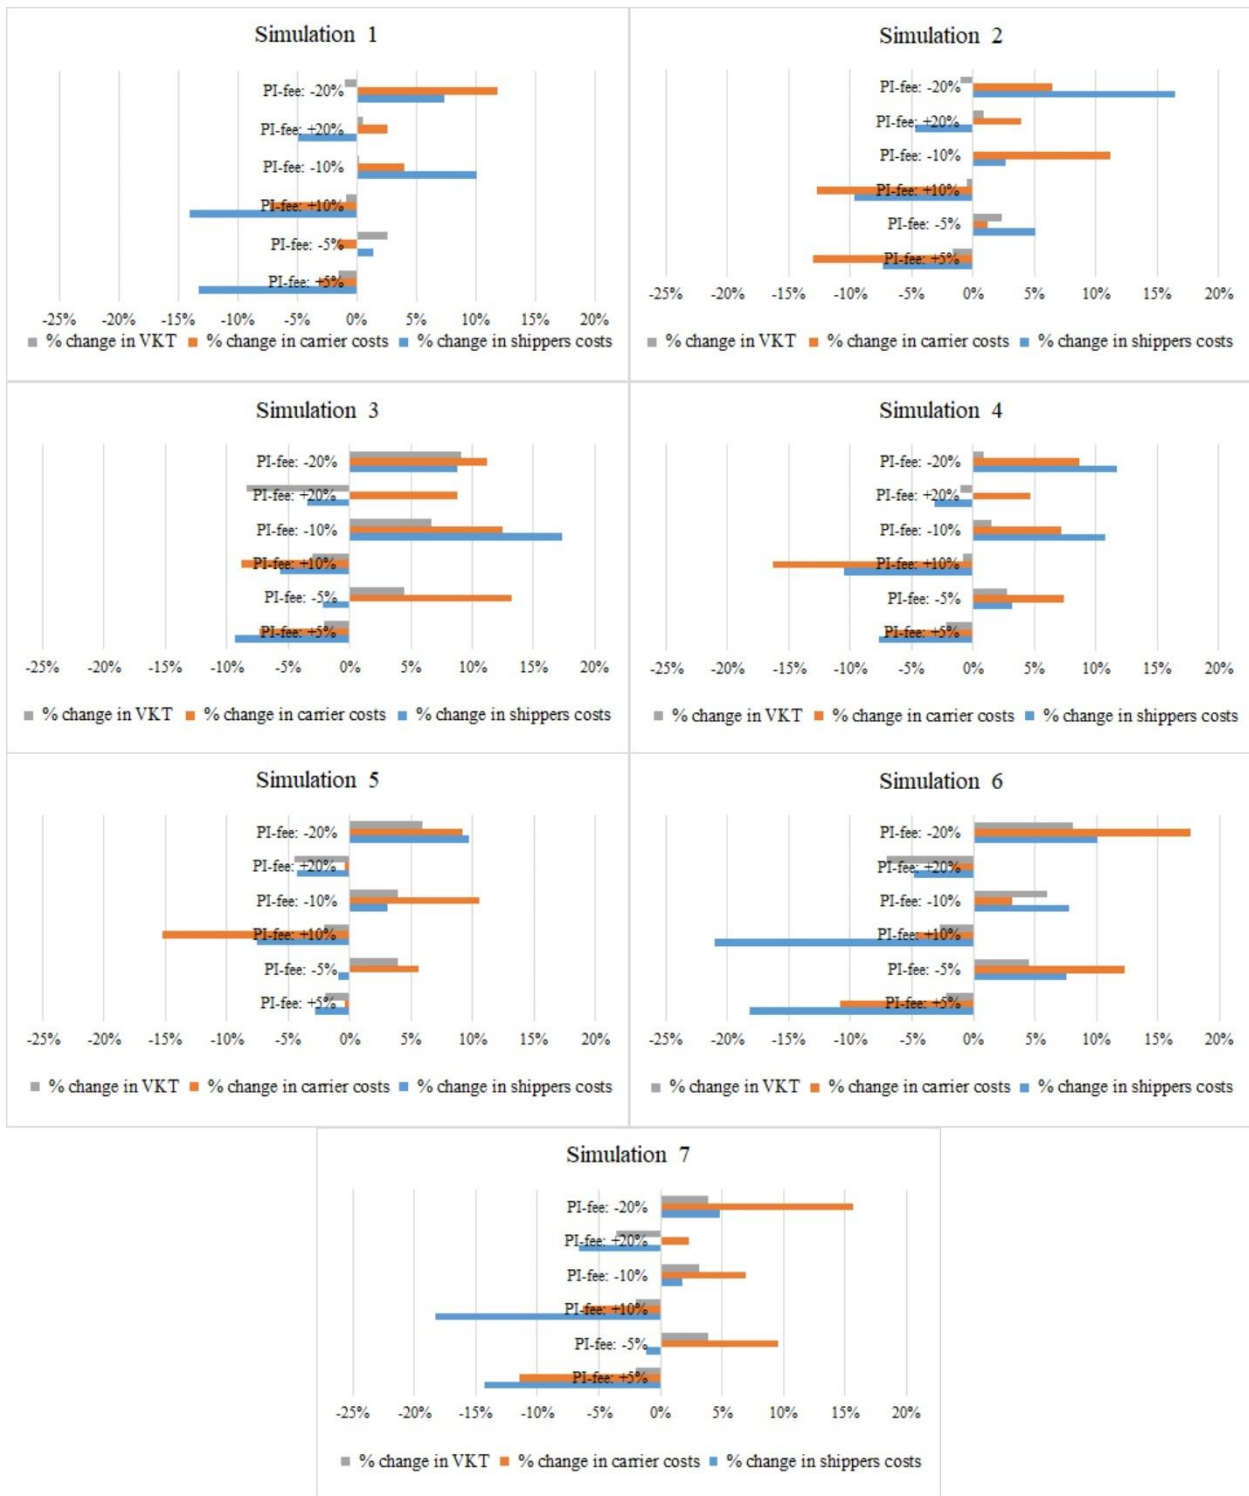 Simulation 1
PI-fee: -20%
PI-fee: +20%
PI-fee: -10%
PI-fee: +10%
PI-fee: -5%
PI-fee: +5%
-25% -20% -15% -10% -5% 0% 5% 10% 15% 20%
% change in VKT % change in carrier costs % change in shippers costs
Simulation 2
PI-fee: -20%
PI-fee: +20%
PI-fee: -10%
PI-fee: +10%
PI-fee: -5%
PI-fee: +5%
-25% -20% -15% -10% -5% 0% 5% 10% 15% 20%
% change in VKT % change in carrier costs % change in shippers costs
Simulation 3
PI-fee: -20%
PI-fee: +20%
PI-fee: -10%
PI-fee: +10%
PI-fee: -5%
PI-fee: +5%
-25% -20% -15% -10% -5% 0% 5% 10% 15% 20%
% change in VKT % change in carrier costs % change in shippers costs
Simulation 4
PI-fee: -20%
PI-fee: +20%
PI-fee: -10%
PI-fee: +10%
PI-fee: -5%
PI-fee: +5%
-25% -20% -15% -10% -5% 0% 5% 10% 15% 20%
% change in VKT % change in carrier costs % change in shippers costs
Simulation 5
PI-fee: -20%
PI-fee: +20%
PI-fee: -10%
PI-fee: +10%
PI-fee: -5%
PI-fee: +5%
-25% -20% -15% -10% -5% 0% 5% 10% 15% 20%
% change in VKT % change in carrier costs % change in shippers costs
Simulation 6
PI-fee: -20%
PI-fee: +20%
PI-fee: -10%
PI-fee: +10%
PI-fee: -5%
PI-fee: +5%
-25% -20% -15% -10% -5% 0% 5% 10% 15% 20%
% change in VKT % change in carrier costs % change in shippers costs
Simulation 7
PI-fee: -20%
PI-fee: +20%
PI-fee: -10%
PI-fee: +10%
PI-fee: -5%
PI-fee: +5%
-25% -20% -15% -10% -5% 0% 5% 10% 15% 20%
% change in VKT % change in carrier costs % change in shippers costs